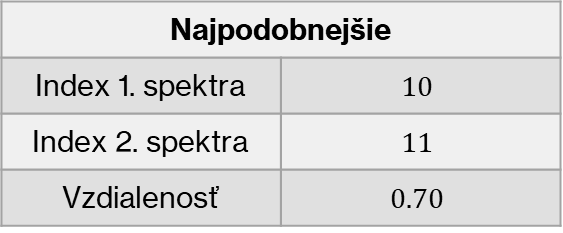 Najpodobnejšie
Index 1. spektra 10
Index 2. spektra 11
Vzdialenosť 0.70